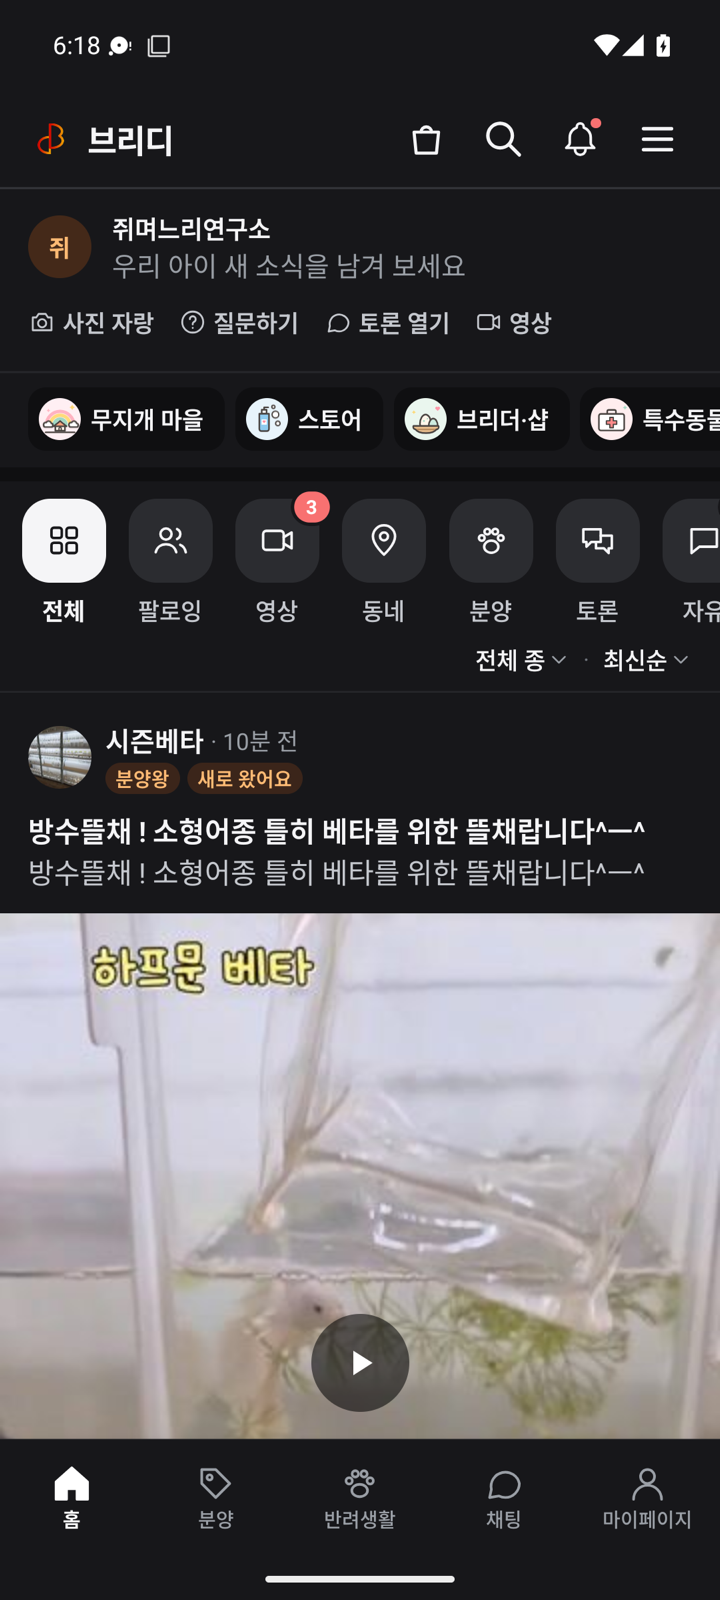 6:18
브리디
쥐
쥐며느리연구소
우리 아이 새 소식을 남겨 보세요
사진 자랑 질문하기 토론 열기 영상
무지개 마을 스토어 브리더·샵 특수동물
3
전체 팔로잉 영상 동네 분양 토론 자유
전체 종 · 최신순
시즌베타 · 10분 전
분양왕 새로 왔어요
방수뜰채 ! 소형어종 틀히 베타를 위한 뜰채랍니다^—^
방수뜰채 ! 소형어종 틀히 베타를 위한 뜰채랍니다^—^
하프문 베타
홈 분양 반려생활 채팅 마이페이지